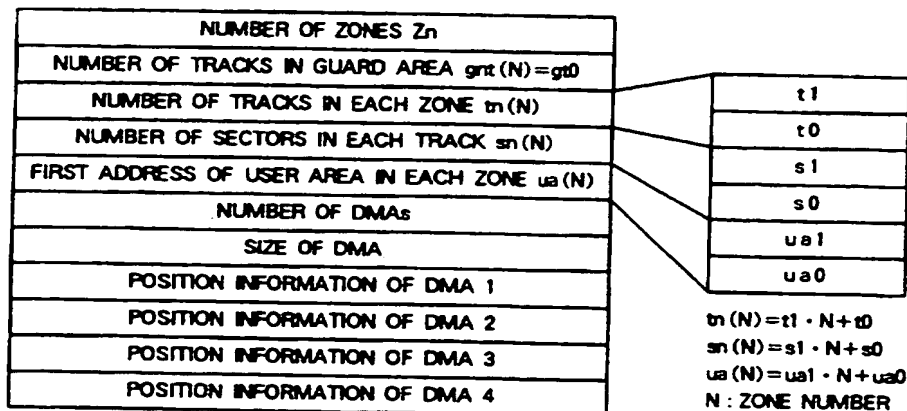 NUMBER OF ZONES Zn
NUMBER OF TRACKS IN GUARD AREA gnt(N)=gt0
NUMBER OF TRACKS IN EACH ZONE tn(N)
NUMBER OF SECTORS IN EACH TRACK sn(N)
FIRST ADDRESS OF USER AREA IN EACH ZONE ua(N)
NUMBER OF DMAs
SIZE OF DMA
POSITION INFORMATION OF DMA 1
POSITION INFORMATION OF DMA 2
POSITION INFORMATION OF DMA 3
POSITION INFORMATION OF DMA 4
t1
t0
s1
s0
ua1
ua0
tn(N)=t1・N+t0
sn(N)=s1・N+s0
ua(N)=ua1・N+ua0
N : ZONE NUMBER